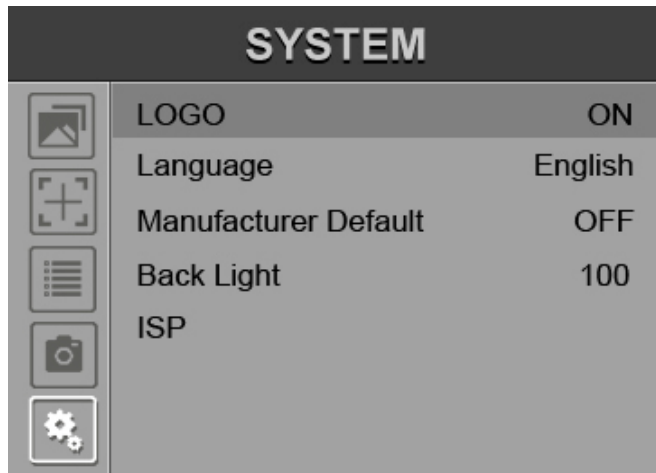 SYSTEM
LOGO ON
Language English
Manufacturer Default OFF
Back Light 100
ISP